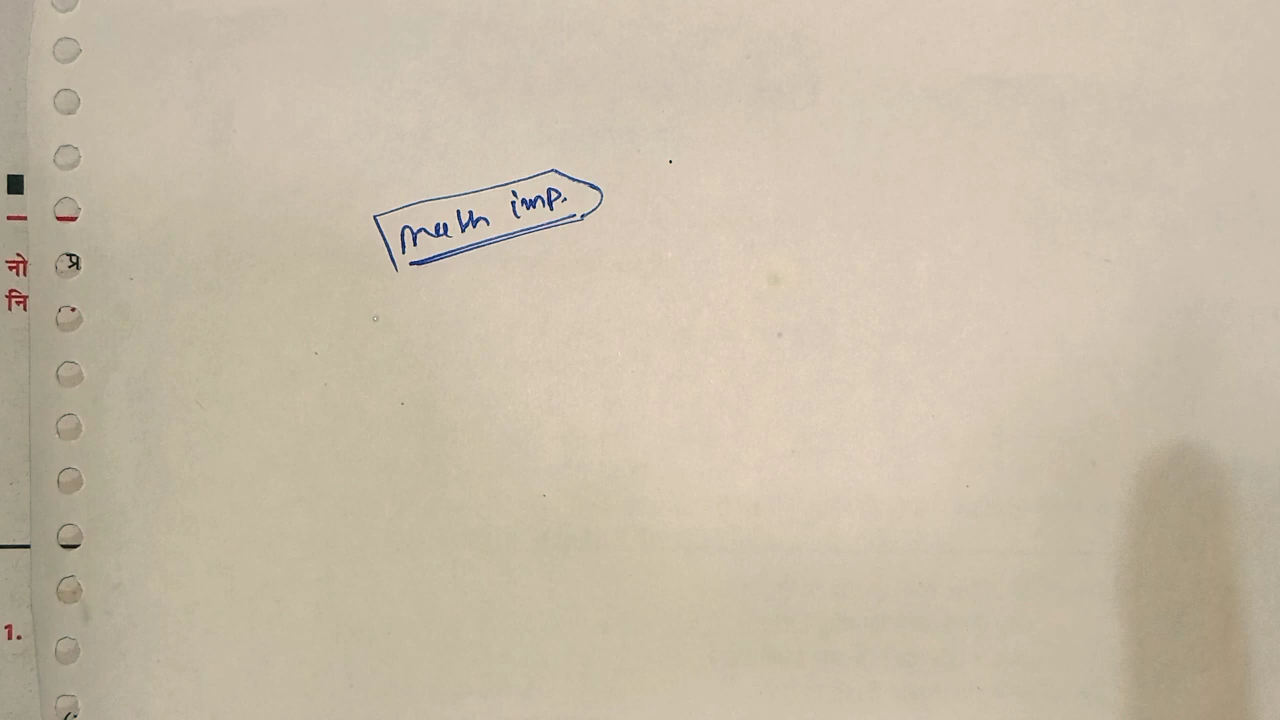 math imp.
नो
प्र
नि
1.